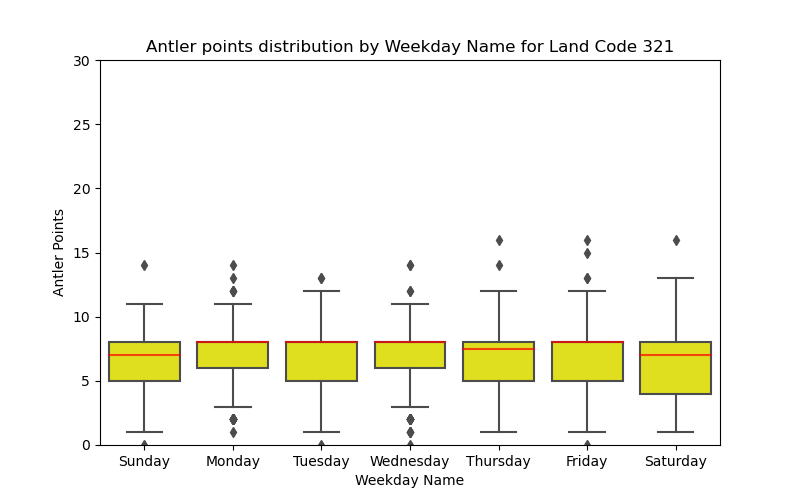 Antler points distribution by Weekday Name for Land Code 321
30
25
20
15
10
5
0
Antler Points
Sunday Monday Tuesday Wednesday Thursday Friday Saturday
Weekday Name